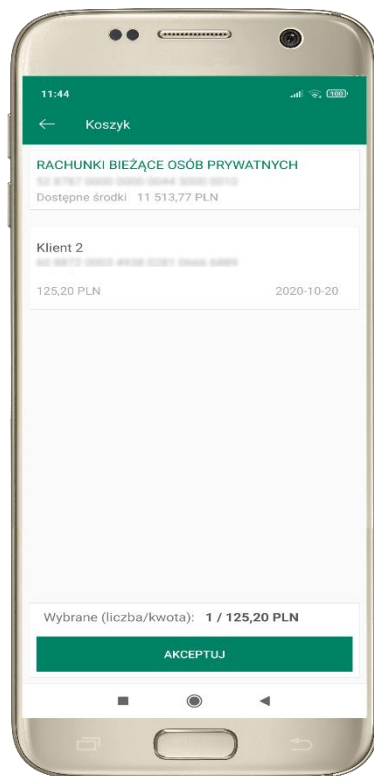 11:44
100
Koszyk
RACHUNKI BIEŻĄCE OSÓB PRYWATNYCH
Dostępne środki 11 513,77 PLN
Klient 2
125,20 PLN 2020-10-20
Wybrane (liczba/kwota): 1 / 125,20 PLN
AKCEPTUJ